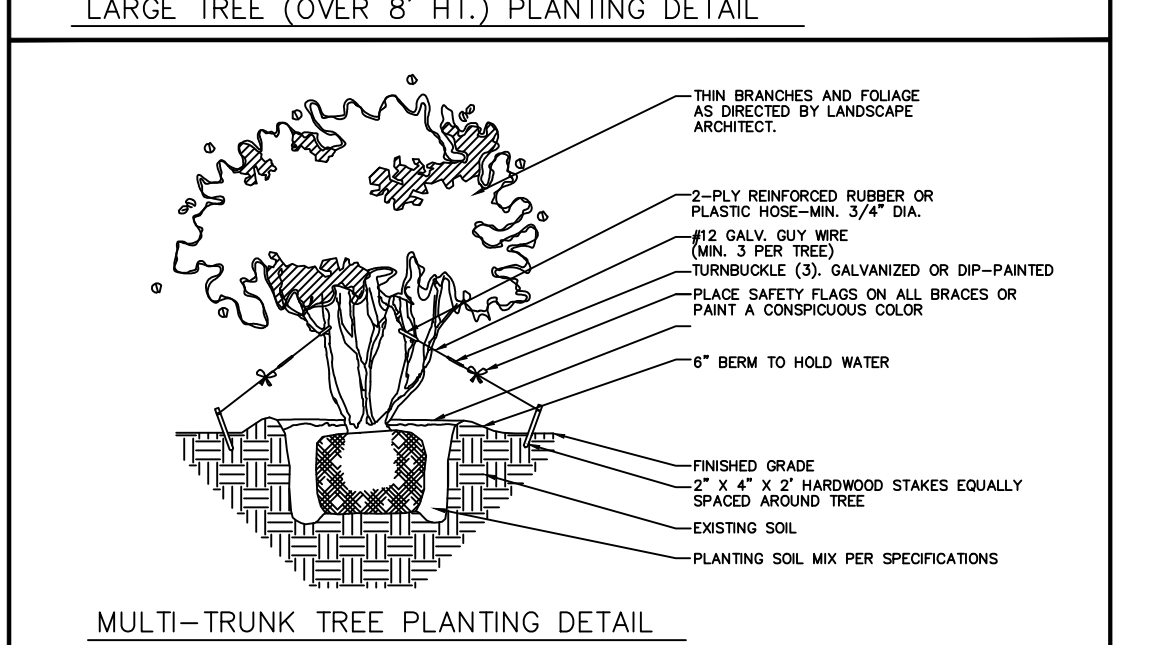 LARGE TREE (OVER 8' HT.) PLANTING DETAIL
THIN BRANCHES AND FOLIAGE
AS DIRECTED BY LANDSCAPE
ARCHITECT.
2-PLY REINFORCED RUBBER OR
PLASTIC HOSE-MIN. 3/4" DIA.
#12 GALV. GUY WIRE
(MIN. 3 PER TREE)
TURNBUCKLE (3). GALVANIZED OR DIP-PAINTED
PLACE SAFETY FLAGS ON ALL BRACES OR
PAINT A CONSPICUOUS COLOR
6" BERM TO HOLD WATER
FINISHED GRADE
2" X 4" X 2' HARDWOOD STAKES EQUALLY
SPACED AROUND TREE
EXISTING SOIL
PLANTING SOIL MIX PER SPECIFICATIONS
MULTI-TRUNK TREE PLANTING DETAIL